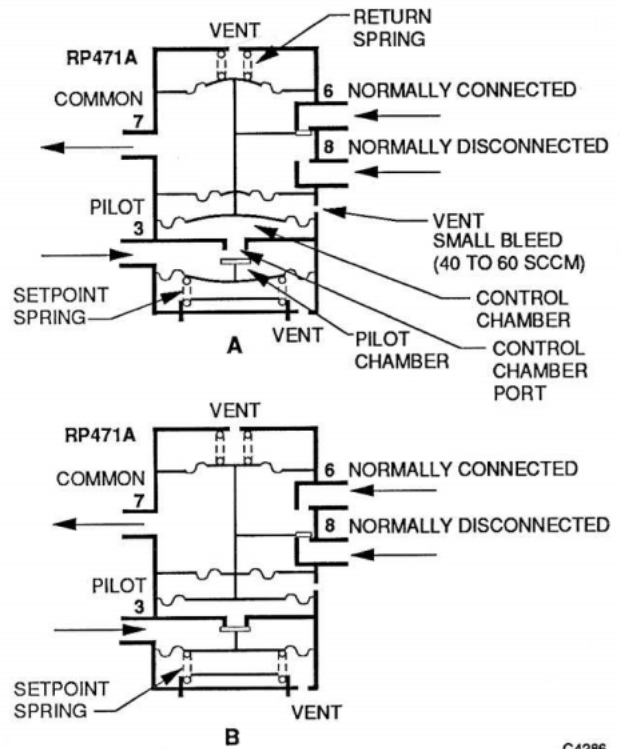 VENT
RETURN
SPRING
RP471A
COMMON
7
6 NORMALLY CONNECTED
8 NORMALLY DISCONNECTED
PILOT
3
VENT
SMALL BLEED
(40 TO 60 SCCM)
SETPOINT
SPRING
CONTROL
CHAMBER
VENT
A
PILOT
CHAMBER
CONTROL
CHAMBER
PORT
VENT
RP471A
COMMON
7
6 NORMALLY CONNECTED
8 NORMALLY DISCONNECTED
PILOT
3
SETPOINT
SPRING
VENT
B
C4286